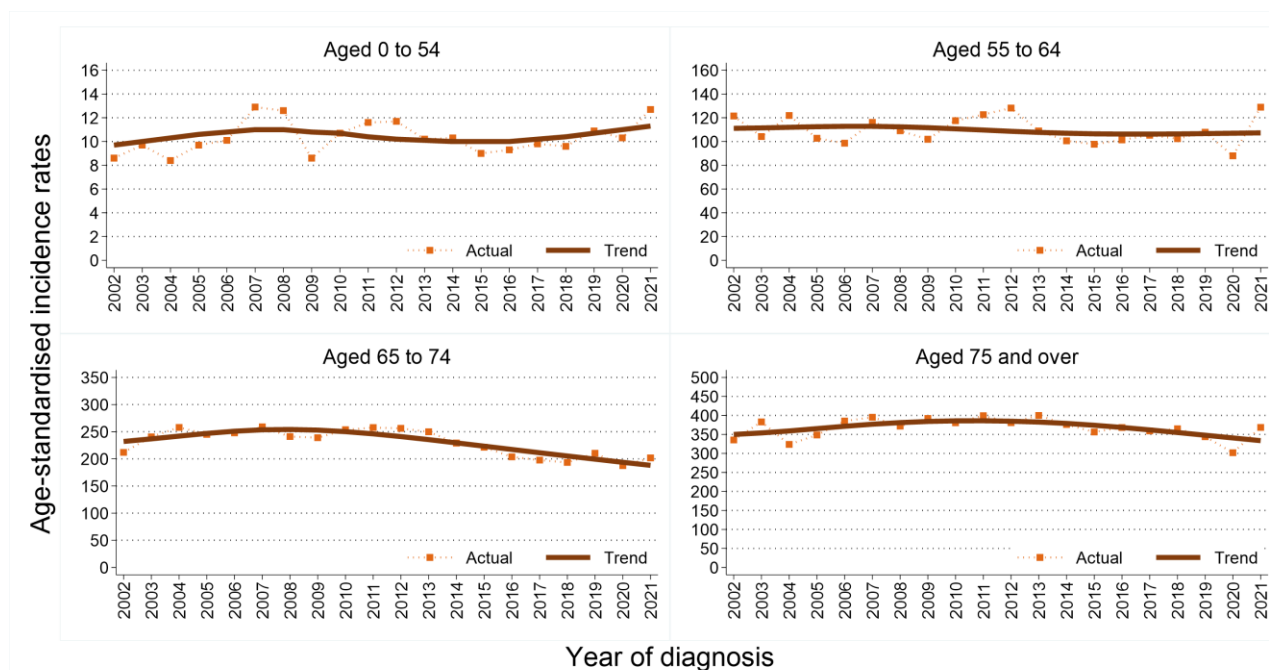 Age-standardised incidence rates
Aged 0 to 54
16
14
12
10
8
6
4
2
0
Actual Trend
2002 2003 2004 2005 2006 2007 2008 2009 2010 2011 2012 2013 2014 2015 2016 2017 2018 2019 2020 2021
Aged 55 to 64
160
140
120
100
80
60
40
20
0
Actual Trend
2002 2003 2004 2005 2006 2007 2008 2009 2010 2011 2012 2013 2014 2015 2016 2017 2018 2019 2020 2021
Aged 65 to 74
350
300
250
200
150
100
50
0
Actual Trend
2002 2003 2004 2005 2006 2007 2008 2009 2010 2011 2012 2013 2014 2015 2016 2017 2018 2019 2020 2021
Aged 75 and over
500
450
400
350
300
250
200
150
100
50
0
Actual Trend
2002 2003 2004 2005 2006 2007 2008 2009 2010 2011 2012 2013 2014 2015 2016 2017 2018 2019 2020 2021
Year of diagnosis